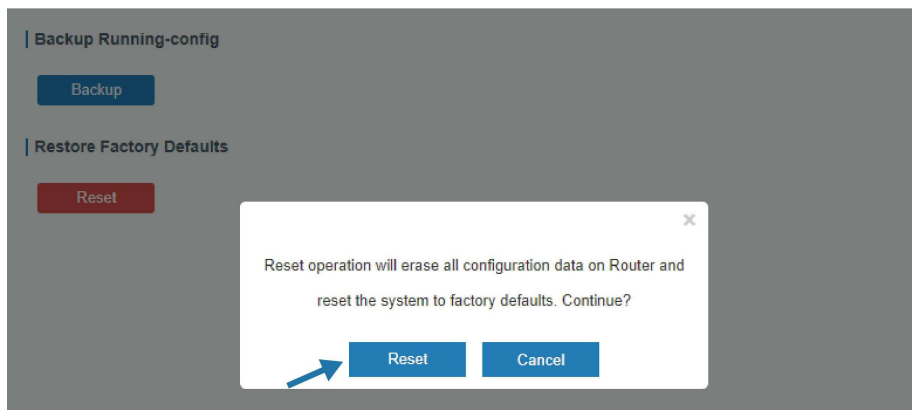 Backup Running-config
Backup
Restore Factory Defaults
Reset
×
Reset operation will erase all configuration data on Router and
reset the system to factory defaults. Continue?
Reset Cancel